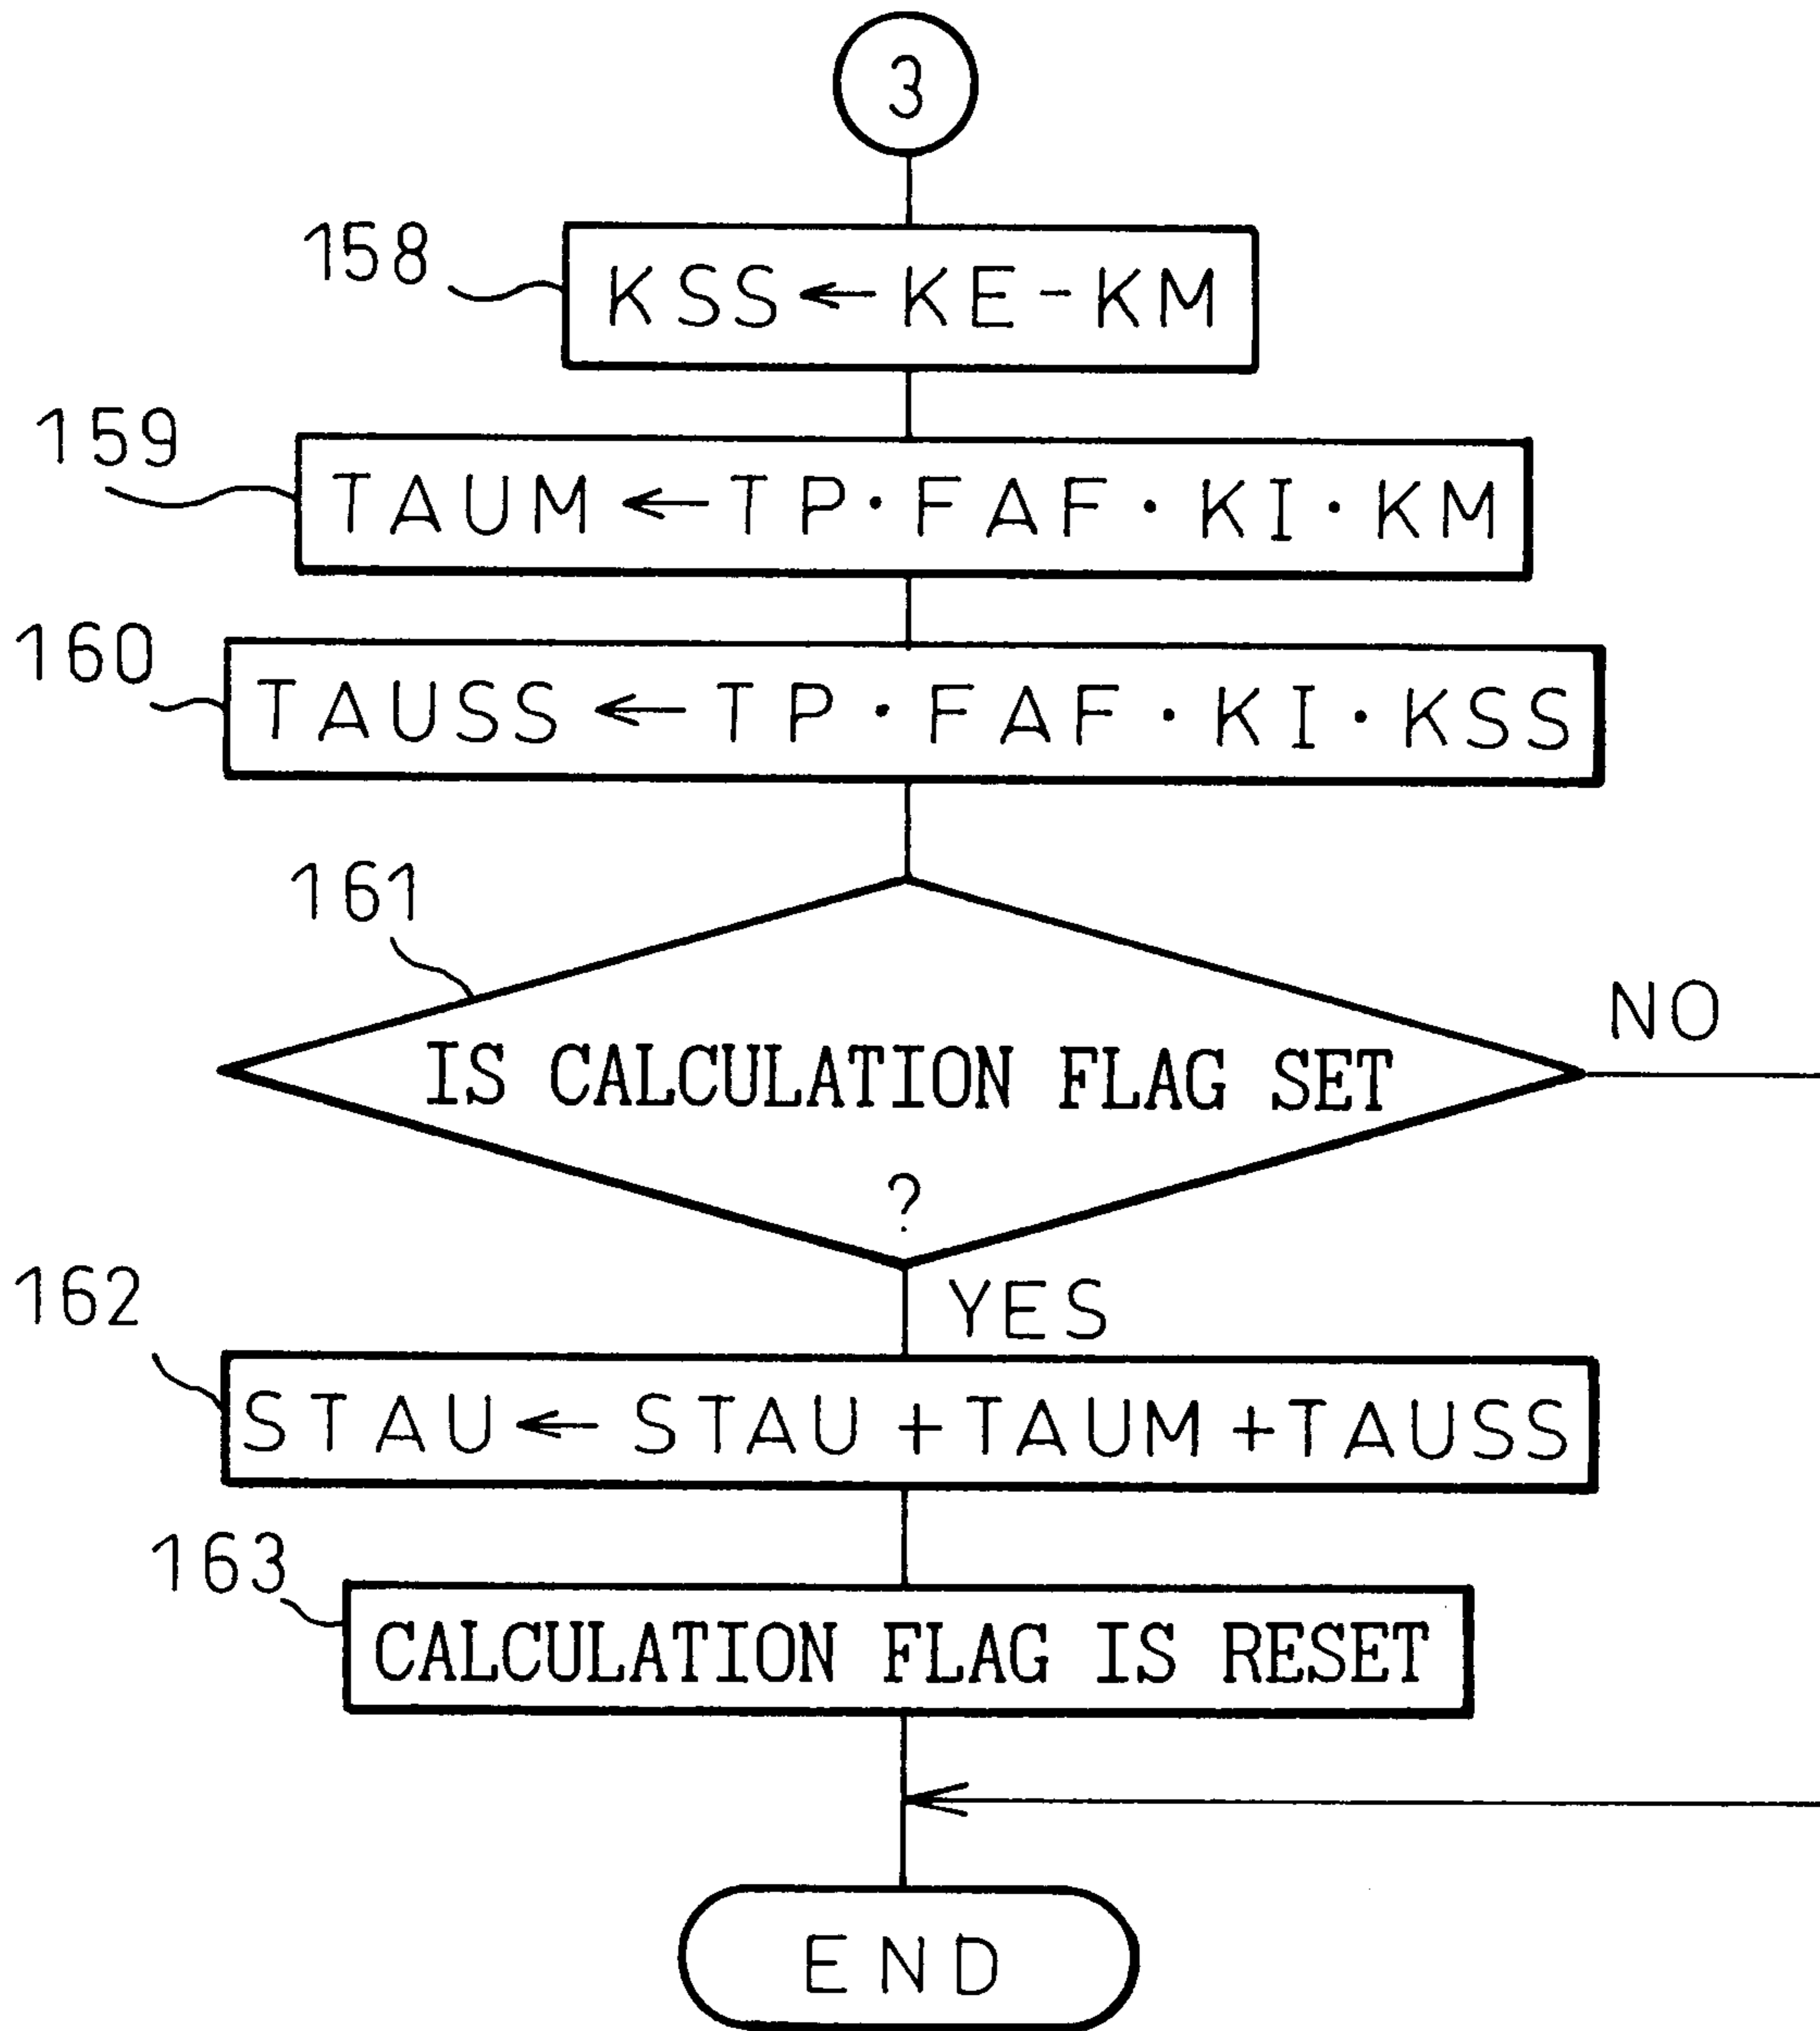 3
158
KSS←KE-KM
159
TAUM←TP·FAF·KI·KM
160
TAUSS←TP·FAF·KI·KSS
161
NO
IS CALCULATION FLAG SET
?
YES
162
STAU←STAU+TAUM+TAUSS
163
CALCULATION FLAG IS RESET
END